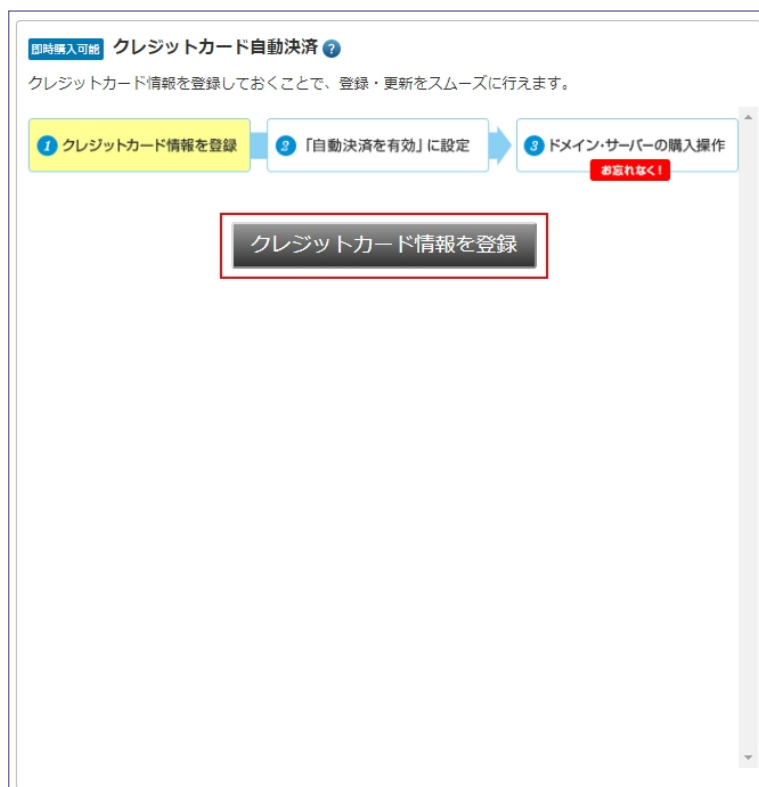 即時購入可能 クレジットカード自動決済 ?
クレジットカード情報を登録しておくことで、登録・更新をスムーズに行えます。
1 クレジットカード情報を登録
2 「自動決済を有効」に設定
3 ドメイン・サーバーの購入操作
お忘れなく!
クレジットカード情報を登録